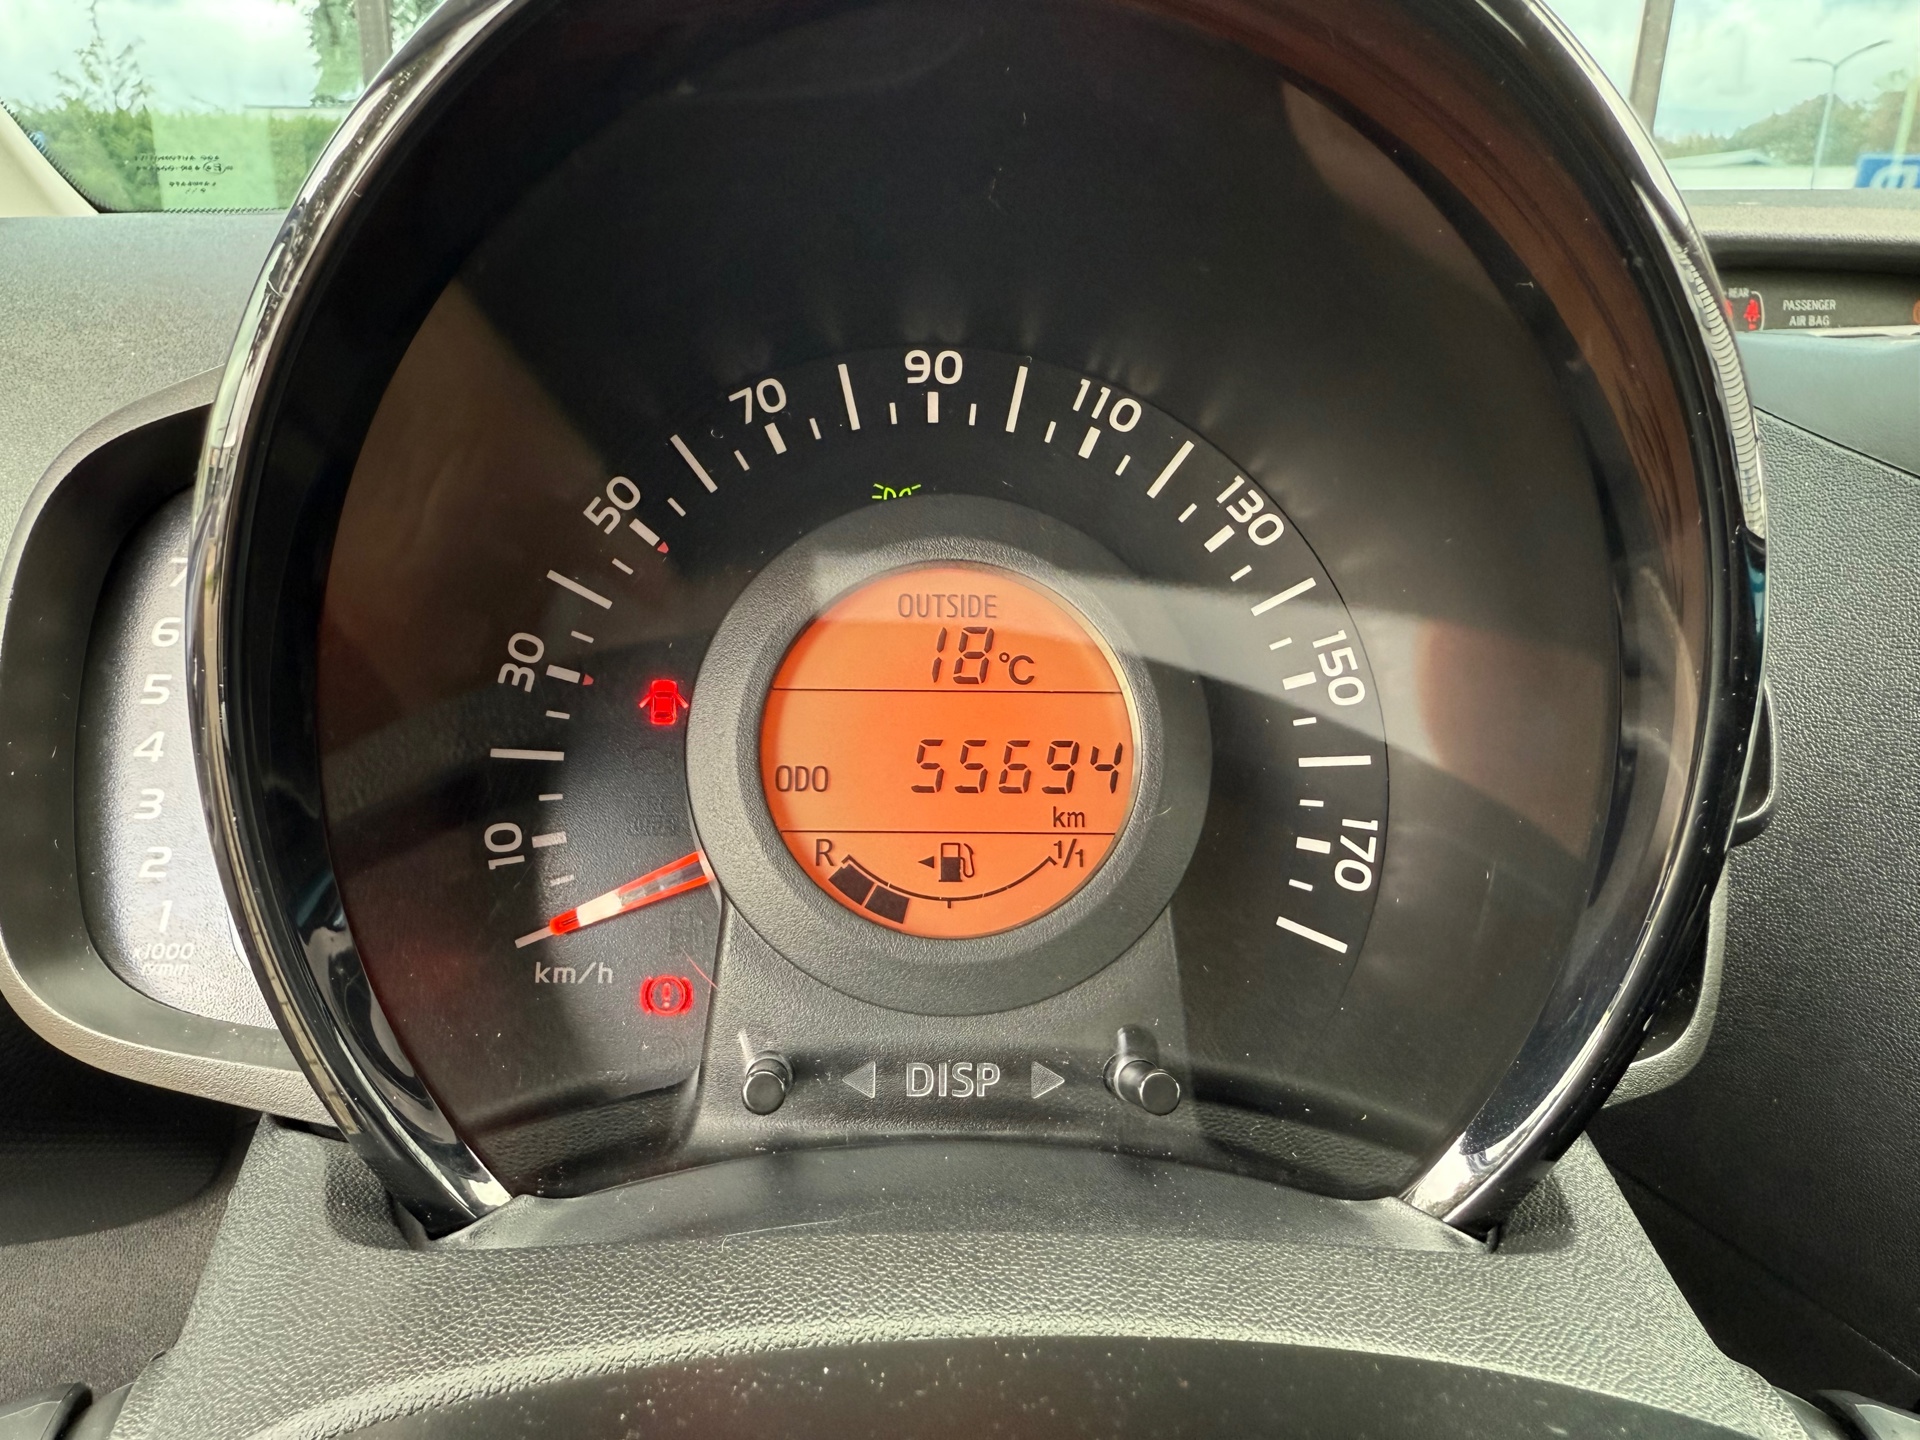 REAR
PASSENGER
AIR BAG
10
30
50
70
90
110
130
150
170
km/h
7
6
5
4
3
2
1
x1000
r/min
OUTSIDE
18°C
ODO 55694
km
R 1/1
DISP